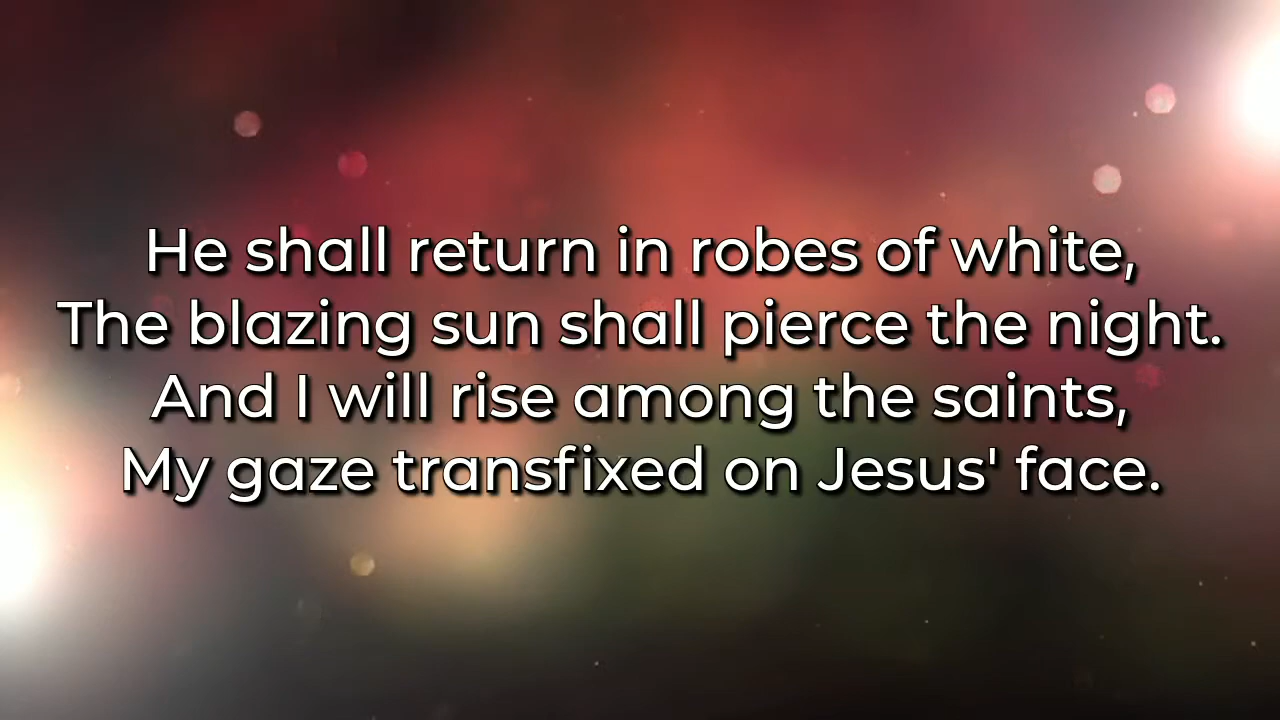 He shall return in robes of white,
The blazing sun shall pierce the night.
And I will rise among the saints,
My gaze transfixed on Jesus' face.